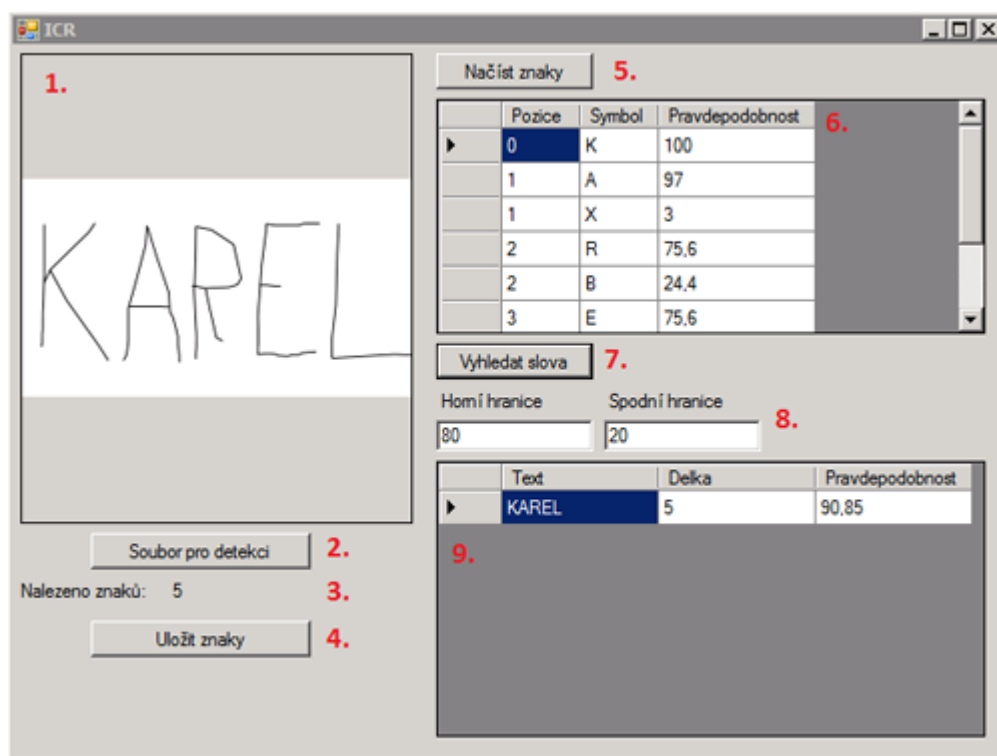 ICR
1.
KAREL
Soubor pro detekci
2.
Nalezeno znaků: 5
3.
Uložit znaky
4.
Načíst znaky
5.
Pozice Symbol Pravdepodobnost
6.
0 K 100
1 A 97
1 X 3
2 R 75,6
2 B 24,4
3 E 75,6
Vyhledat slova
7.
Horní hranice Spodní hranice
8.
80 20
Text Delka Pravdepodobnost
KAREL 5 90,85
9.